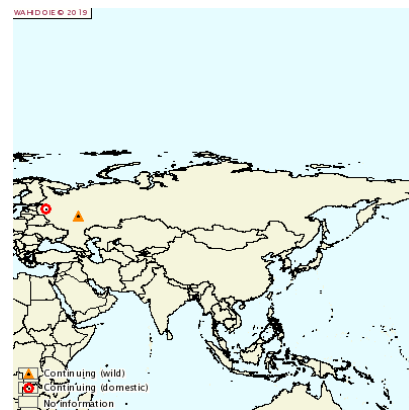 WAHID OIE © 2019
Continuing (wild)
Continuing (domestic)
No information